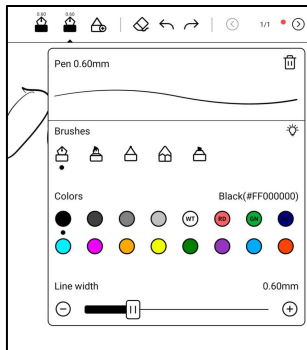 0.60 0.60 1/1
Pen 0.60mm
Brushes
Colors Black(#FF000000)
WT RD GN
Line width 0.60mm